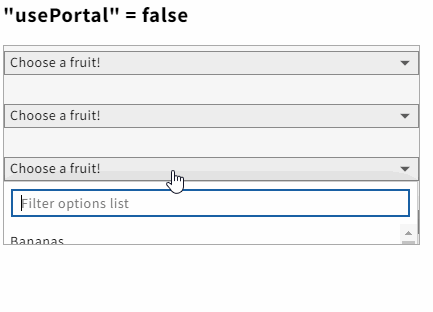 "usePortal" = false
Choose a fruit!
Choose a fruit!
Choose a fruit!
Filter options list
Bananas